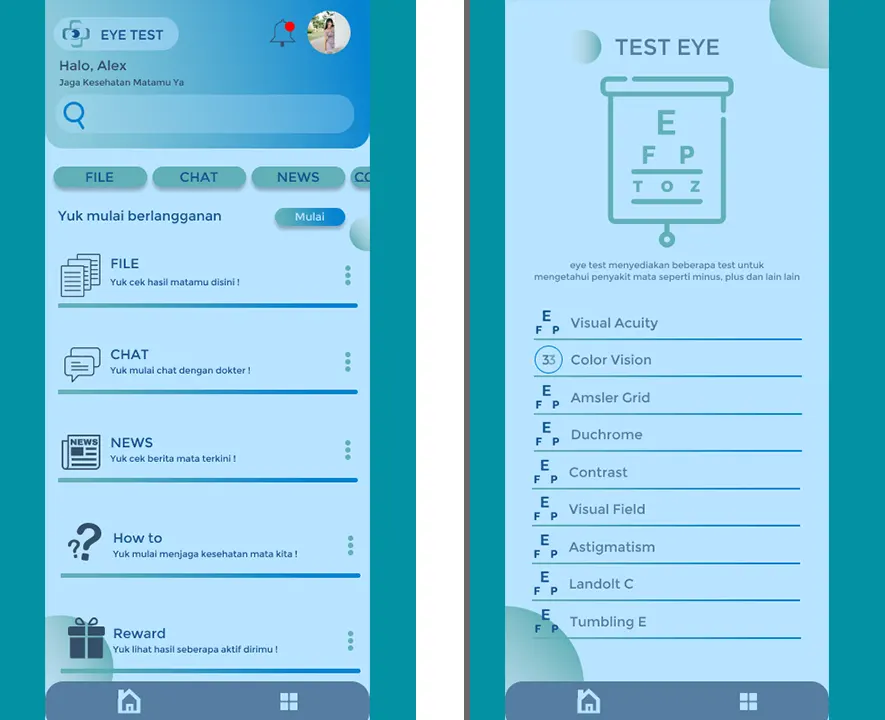 EYE TEST
Halo, Alex
Jaga Kesehatan Matamu Ya
FILE
CHAT
NEWS
CO
Yuk mulai berlangganan
Mulai
FILE
Yuk cek hasil matamu disini !
CHAT
Yuk mulai chat dengan dokter !
NEWS
NEWS
Yuk cek berita mata terkini !
How to
Yuk mulai menjaga kesehatan mata kita !
Reward
Yuk lihat hasil seberapa aktif dirimu !
TEST EYE
E
F P
T O Z
eye test menyediakan beberapa test untuk
mengetahui penyakit mata seperti minus, plus dan lain lain
E
F P
Visual Acuity
33
Color Vision
E
F P
Amsler Grid
E
F P
Duchrome
E
F P
Contrast
E
F P
Visual Field
E
F P
Astigmatism
E
F P
Landolt C
E
F P
Tumbling E